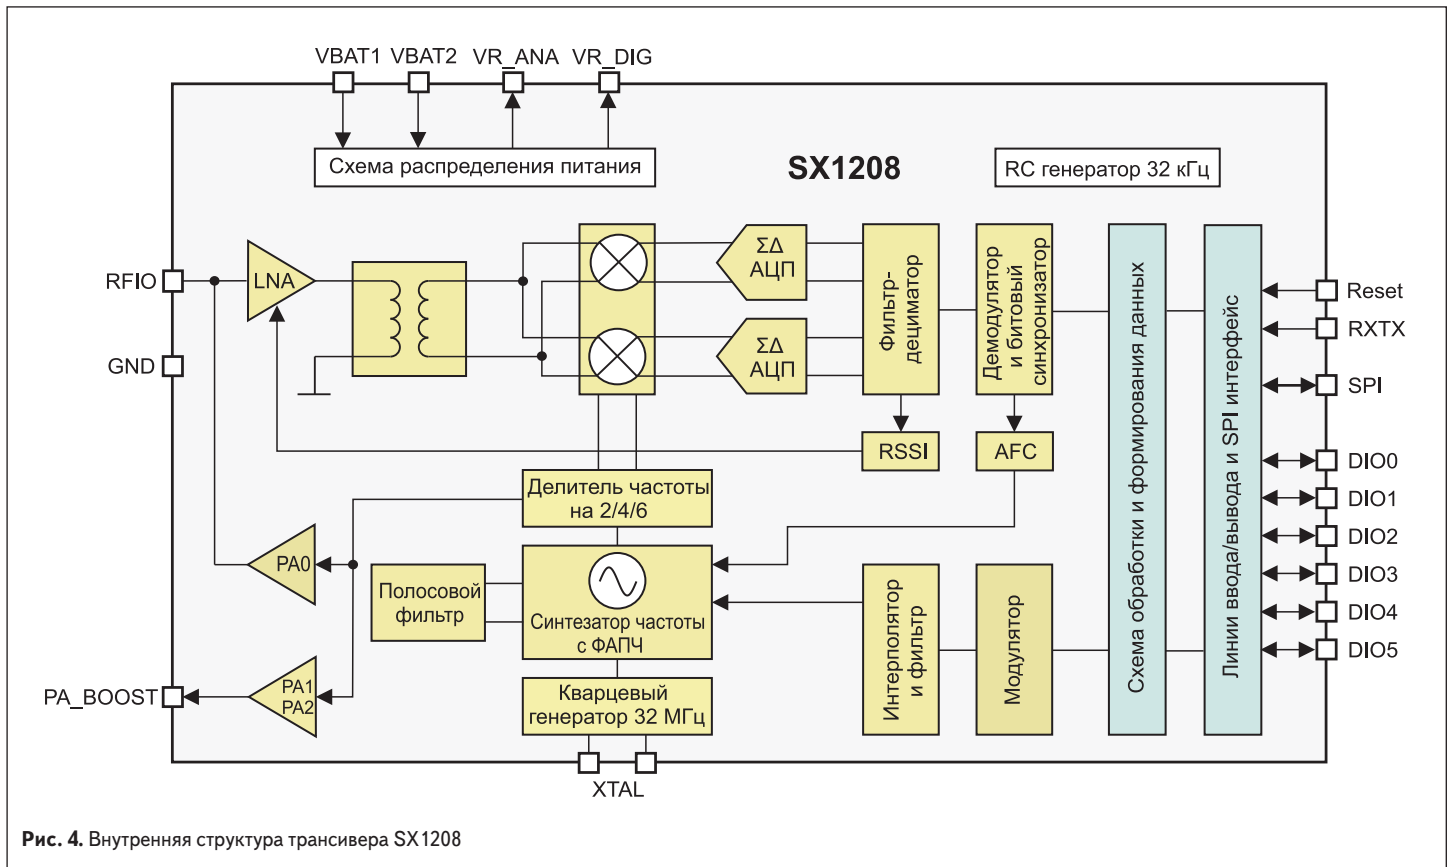 VBAT1 VBAT2 VR_ANA VR_DIG
Схема распределения питания
SX1208
RC генератор 32 кГц
RFIO
LNA
GND
ΣΔ
АЦП
ΣΔ
АЦП
Фильтр-
дециматор
Демодулятор
и битовый
синхронизатор
Схема обработки и формирования данных
Линии ввода/вывода и SPI интерфейс
Reset
RXTX
SPI
DIO0
DIO1
DIO2
DIO3
DIO4
DIO5
RSSI
AFC
Делитель частоты
на 2/4/6
PA0
Полосовой
фильтр
Синтезатор частоты
с ФАПЧ
Интерполятор
и фильтр
Модулятор
PA_BOOST
PA1
PA2
Кварцевый
генератор 32 МГц
XTAL
Рис. 4. Внутренняя структура трансивера SX1208